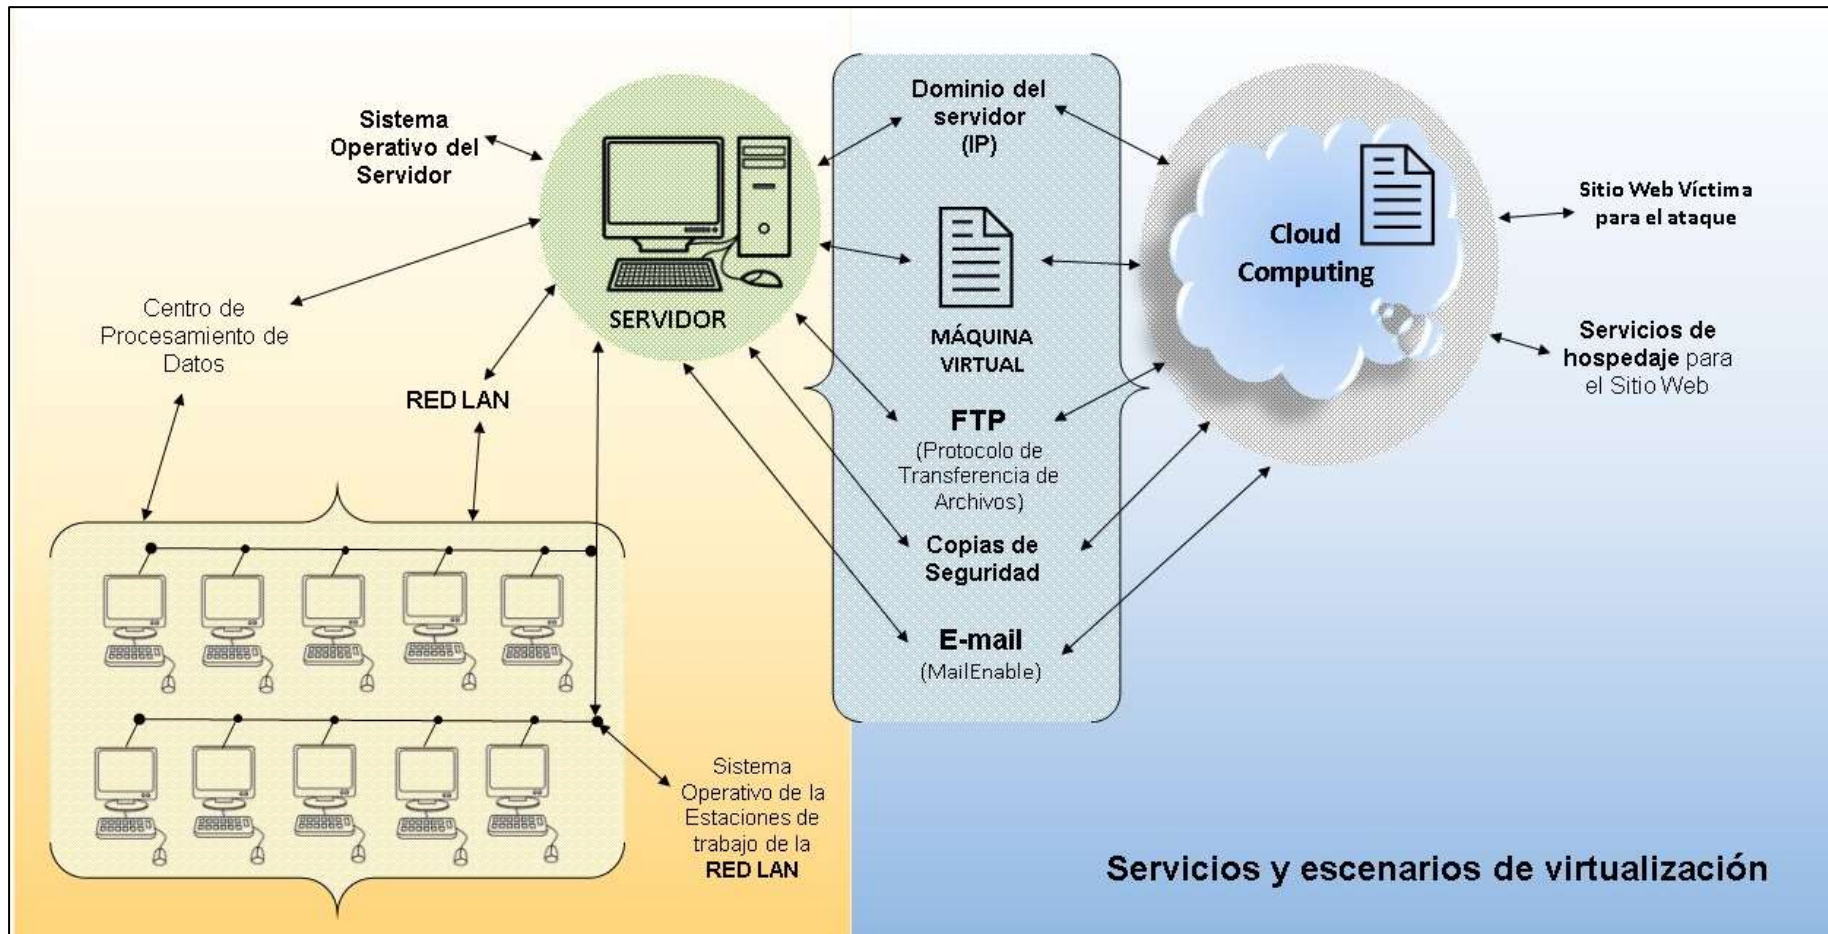 Sistema
Operativo del
Servidor
SERVIDOR
Centro de
Procesamiento de
Datos
RED LAN
Sistema
Operativo de la
Estaciones de
trabajo de la
RED LAN
Dominio del
servidor
(IP)
MÁQUINA
VIRTUAL
FTP
(Protocolo de
Transferencia de
Archivos)
Copias de
Seguridad
E-mail
(MailEnable)
Cloud
Computing
Sitio Web Víctima
para el ataque
Servicios de
hospedaje para
el Sitio Web
Servicios y escenarios de virtualización